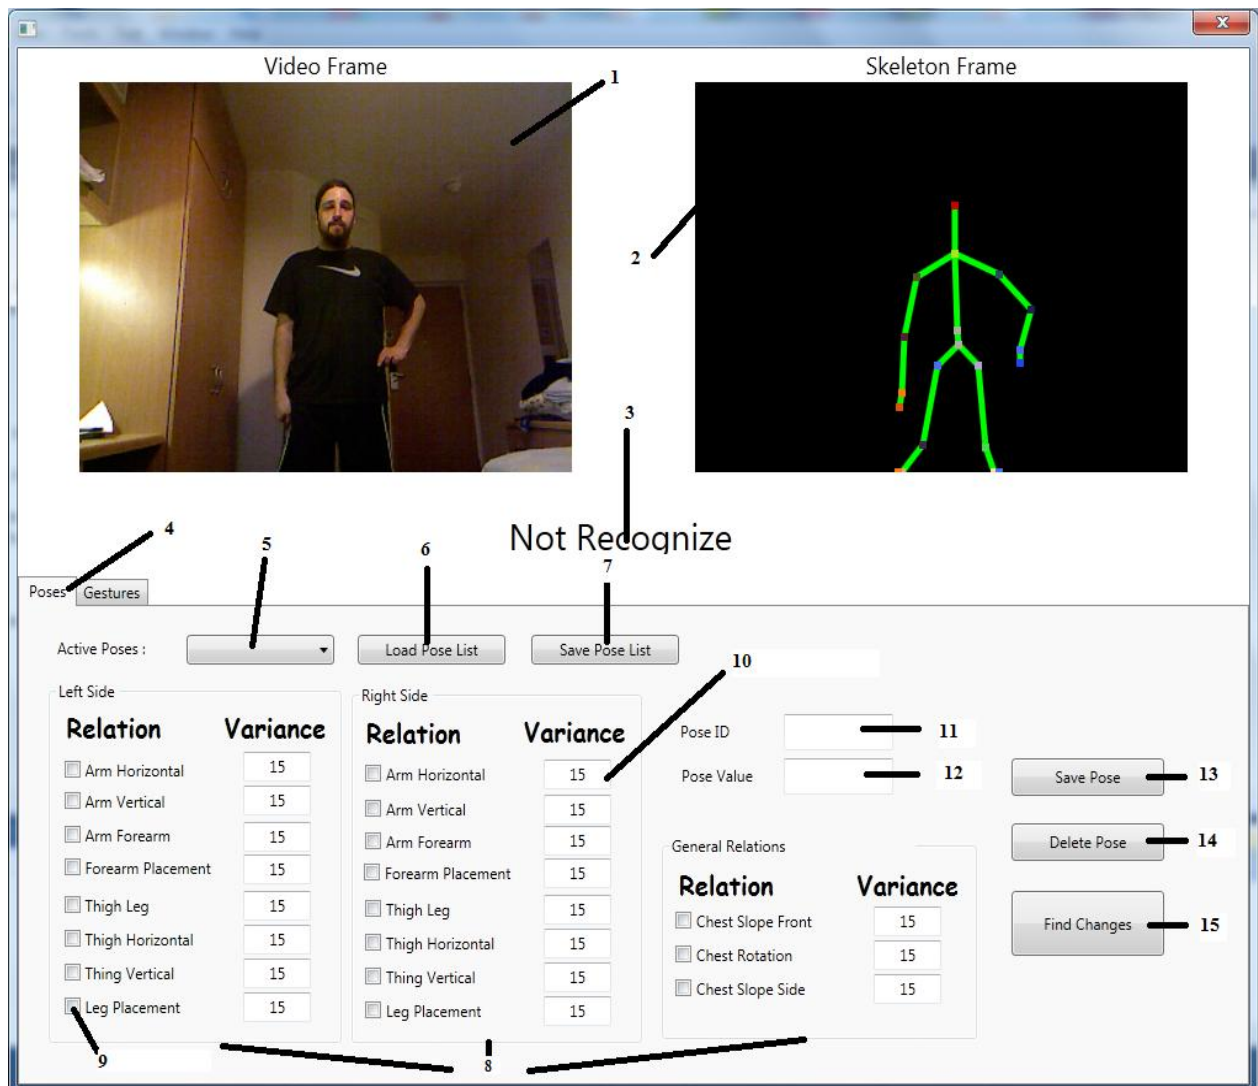 Video Frame
Skeleton Frame
1
2
3
Not Recognize
4
5
6
7
Poses
Gestures
Active Poses :
Load Pose List
Save Pose List
10
Left Side
Relation Variance
Arm Horizontal 15
Arm Vertical 15
Arm Forearm 15
Forearm Placement 15
Thigh Leg 15
Thigh Horizontal 15
Thing Vertical 15
Leg Placement 15
9
Right Side
Relation Variance
Arm Horizontal 15
Arm Vertical 15
Arm Forearm 15
Forearm Placement 15
Thigh Leg 15
Thigh Horizontal 15
Thing Vertical 15
Leg Placement 15
8
Pose ID 11
Pose Value 12
General Relations
Relation Variance
Chest Slope Front 15
Chest Rotation 15
Chest Slope Side 15
Save Pose 13
Delete Pose 14
Find Changes 15